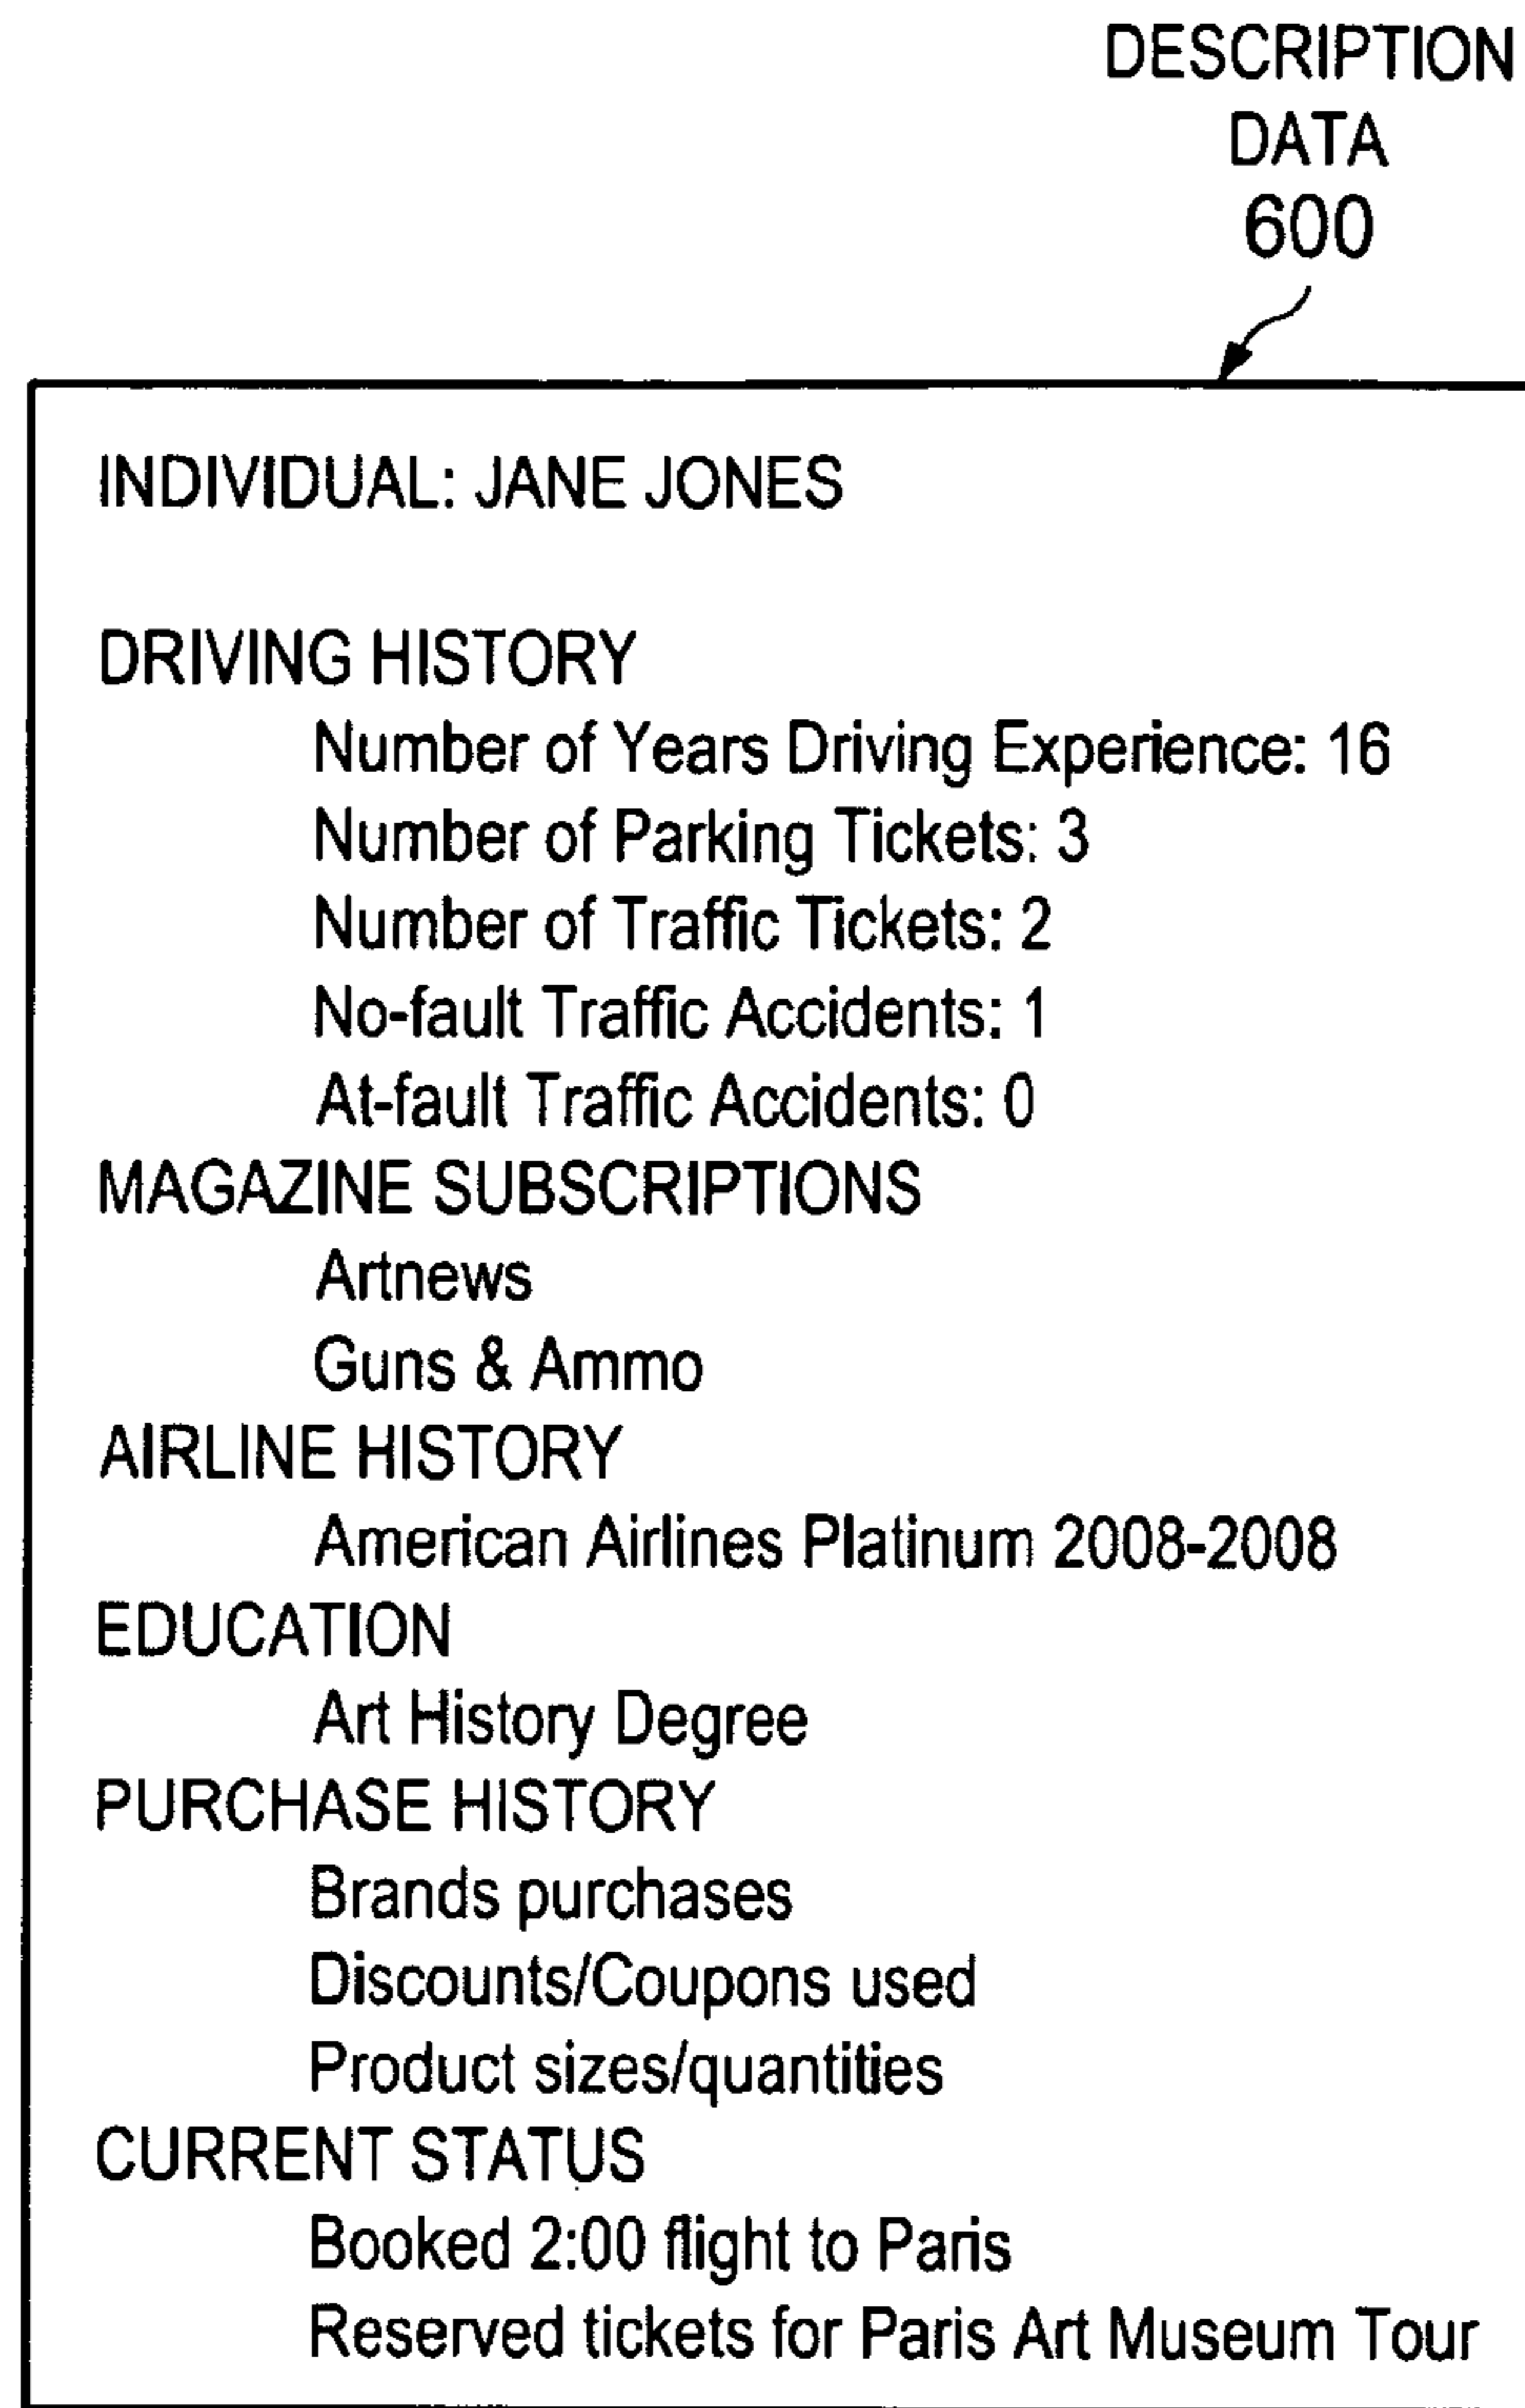 DESCRIPTION
DATA
600
INDIVIDUAL: JANE JONES
DRIVING HISTORY
Number of Years Driving Experience: 16
Number of Parking Tickets: 3
Number of Traffic Tickets: 2
No-fault Traffic Accidents: 1
At-fault Traffic Accidents: 0
MAGAZINE SUBSCRIPTIONS
Artnews
Guns & Ammo
AIRLINE HISTORY
American Airlines Platinum 2008-2008
EDUCATION
Art History Degree
PURCHASE HISTORY
Brands purchases
Discounts/Coupons used
Product sizes/quantities
CURRENT STATUS
Booked 2:00 flight to Paris
Reserved tickets for Paris Art Museum Tour